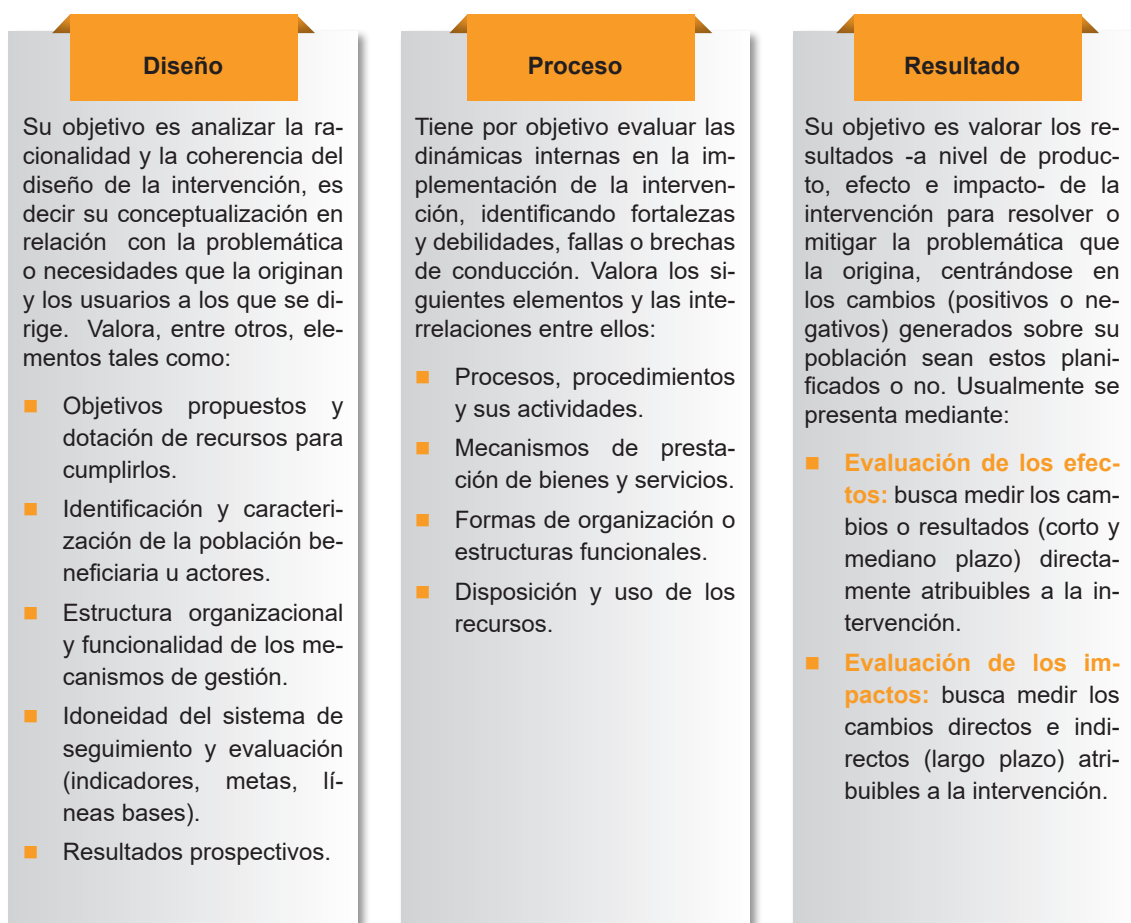 Diseño
Su objetivo es analizar la ra-
cionalidad y la coherencia del
diseño de la intervención, es
decir su conceptualización en
relación con la problemática
o necesidades que la originan
y los usuarios a los que se di-
rige. Valora, entre otros, ele-
mentos tales como:
Objetivos propuestos y
dotación de recursos para
cumplirlos.
Identificación y caracteri-
zación de la población be-
neficiaria u actores.
Estructura organizacional
y funcionalidad de los me-
canismos de gestión.
Idoneidad del sistema de
seguimiento y evaluación
(indicadores, metas, lí-
neas bases).
Resultados prospectivos.
Proceso
Tiene por objetivo evaluar las
dinámicas internas en la im-
plementación de la interven-
ción, identificando fortalezas
y debilidades, fallas o brechas
de conducción. Valora los si-
guientes elementos y las inte-
rrelaciones entre ellos:
Procesos, procedimientos
y sus actividades.
Mecanismos de presta-
ción de bienes y servicios.
Formas de organización o
estructuras funcionales.
Disposición y uso de los
recursos.
Resultado
Su objetivo es valorar los re-
sultados -a nivel de produc-
to, efecto e impacto- de la
intervención para resolver o
mitigar la problemática que
la origina, centrándose en
los cambios (positivos o ne-
gativos) generados sobre su
población sean estos plani-
ficados o no. Usualmente se
presenta mediante:
Evaluación de los efec-
tos: busca medir los cam-
bios o resultados (corto y
mediano plazo) directa-
mente atribuibles a la in-
tervención.
Evaluación de los im-
pactos: busca medir los
cambios directos e indi-
rectos (largo plazo) atri-
buibles a la intervención.